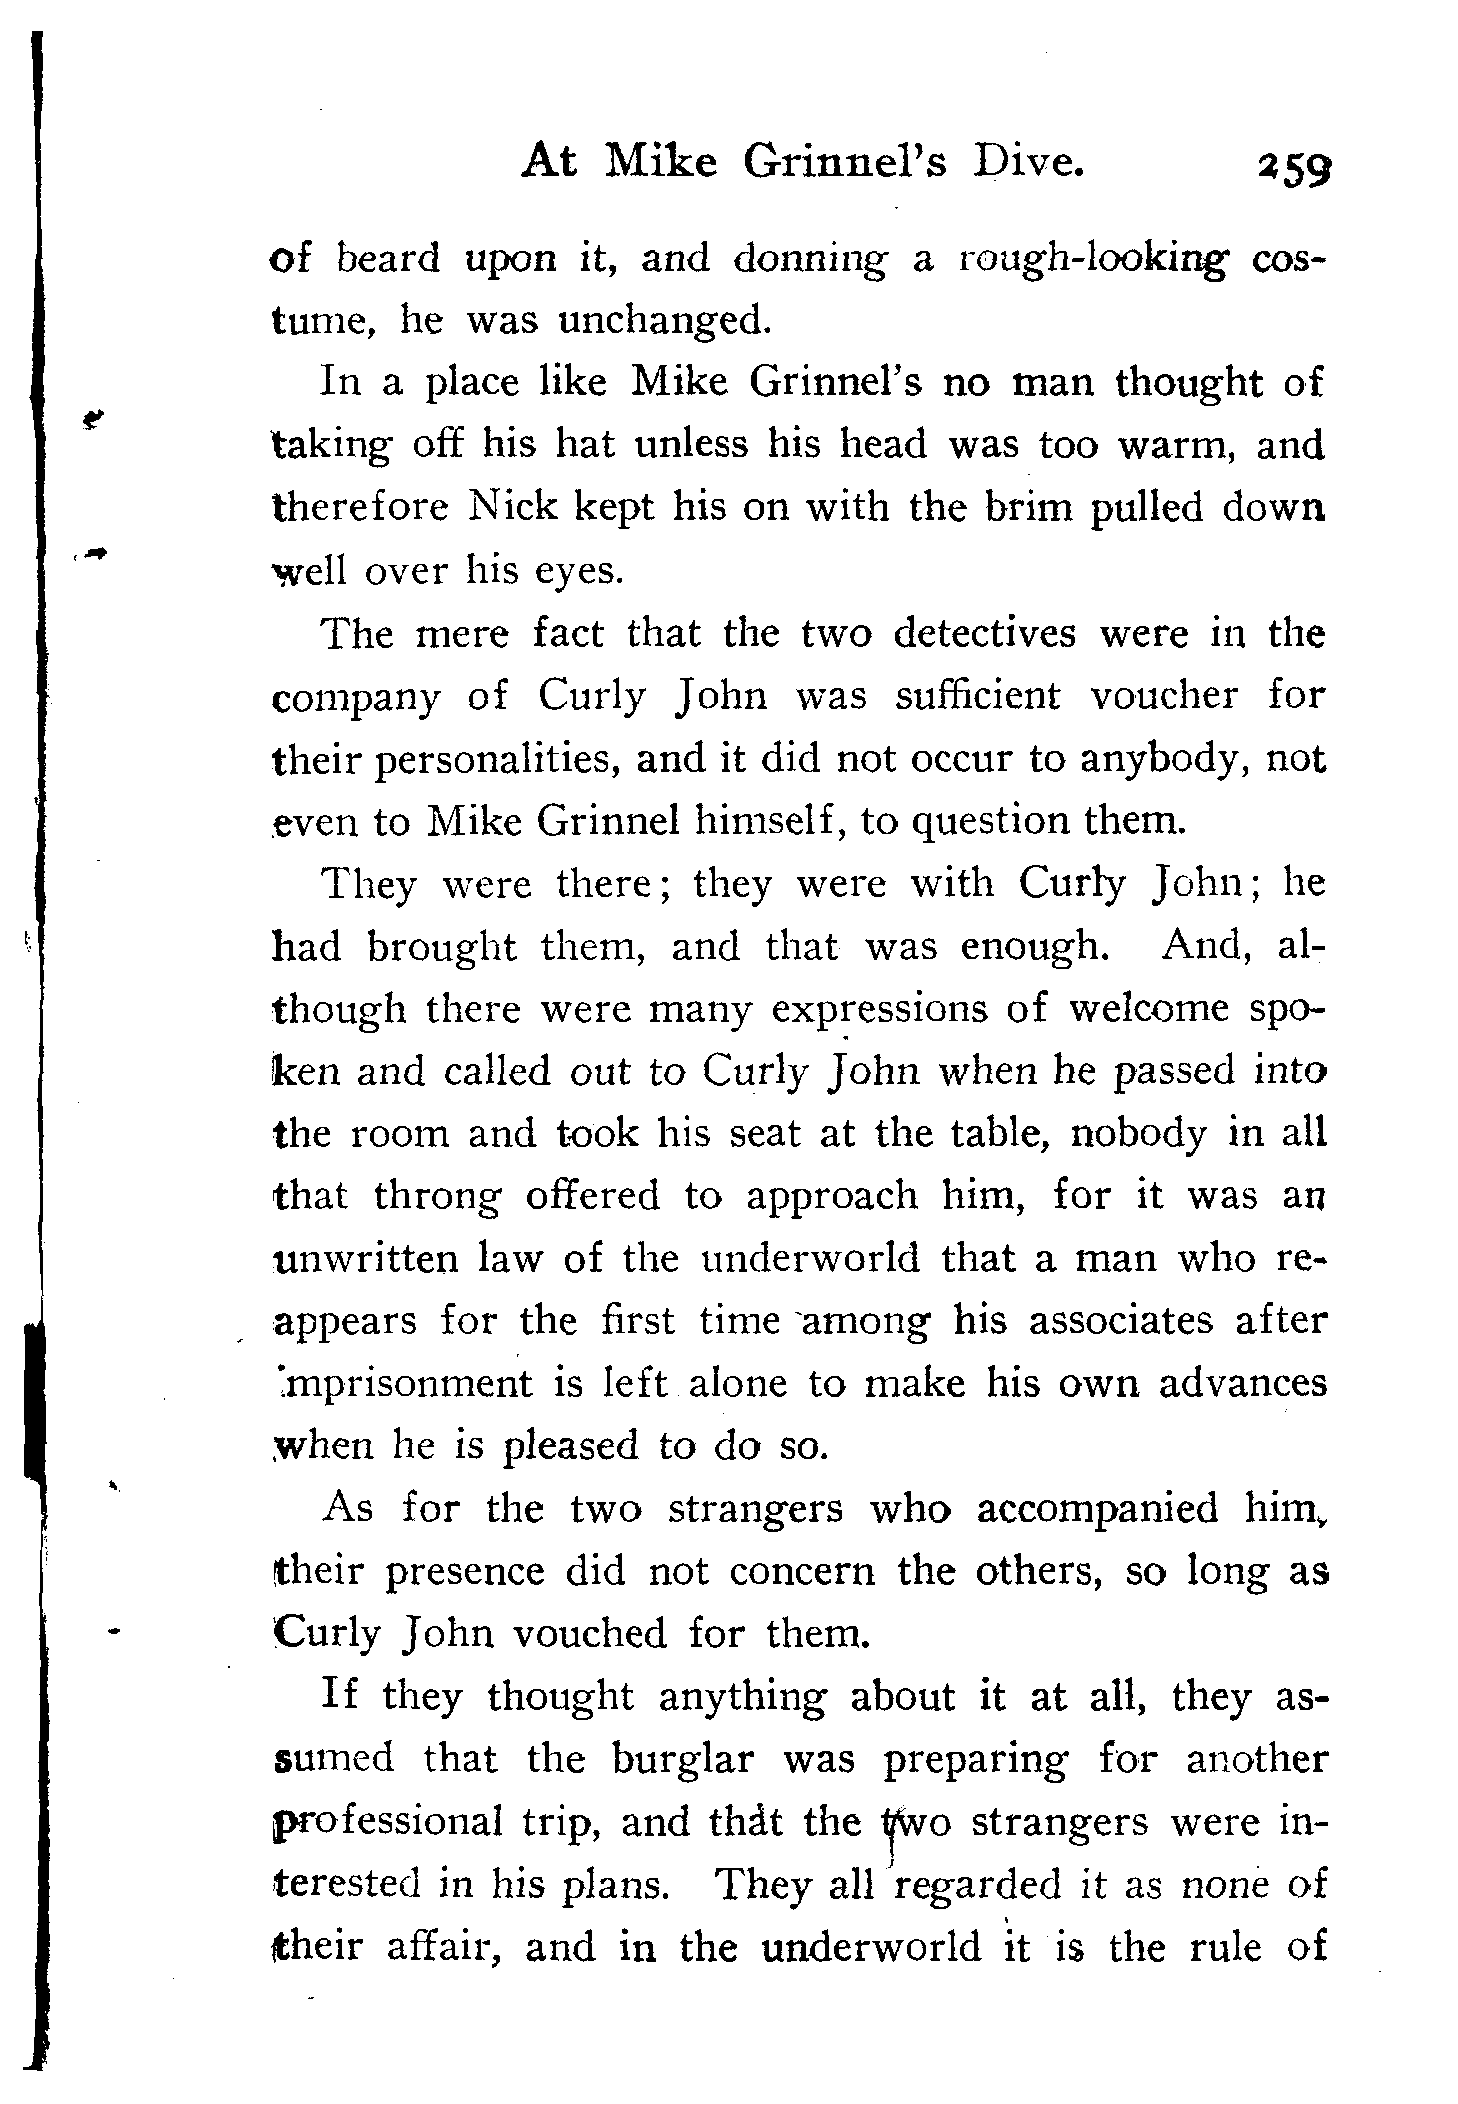 At Mike Grinnel's Dive. 259
of beard upon it, and donning a rough-looking cos-
tume, he was unchanged.
In a place like Mike Grinnel's no man thought of
taking off his hat unless his head was too warm, and
therefore Nick kept his on with the brim pulled down
well over his eyes.
The mere fact that the two detectives were in the
company of Curly John was sufficient voucher for
their personalities, and it did not occur to anybody, not
even to Mike Grinnel himself, to question them.
They were there; they were with Curly John; he
had brought them, and that was enough. And, al-
though there were many expressions of welcome spo-
ken and called out to Curly John when he passed into
the room and took his seat at the table, nobody in all
that throng offered to approach him, for it was an
unwritten law of the underworld that a man who re-
appears for the first time among his associates after
imprisonment is left alone to make his own advances
when he is pleased to do so.
As for the two strangers who accompanied him,
their presence did not concern the others, so long as
Curly John vouched for them.
If they thought anything about it at all, they as-
sumed that the burglar was preparing for another
professional trip, and that the two strangers were in-
terested in his plans. They all regarded it as none of
their affair, and in the underworld it is the rule of